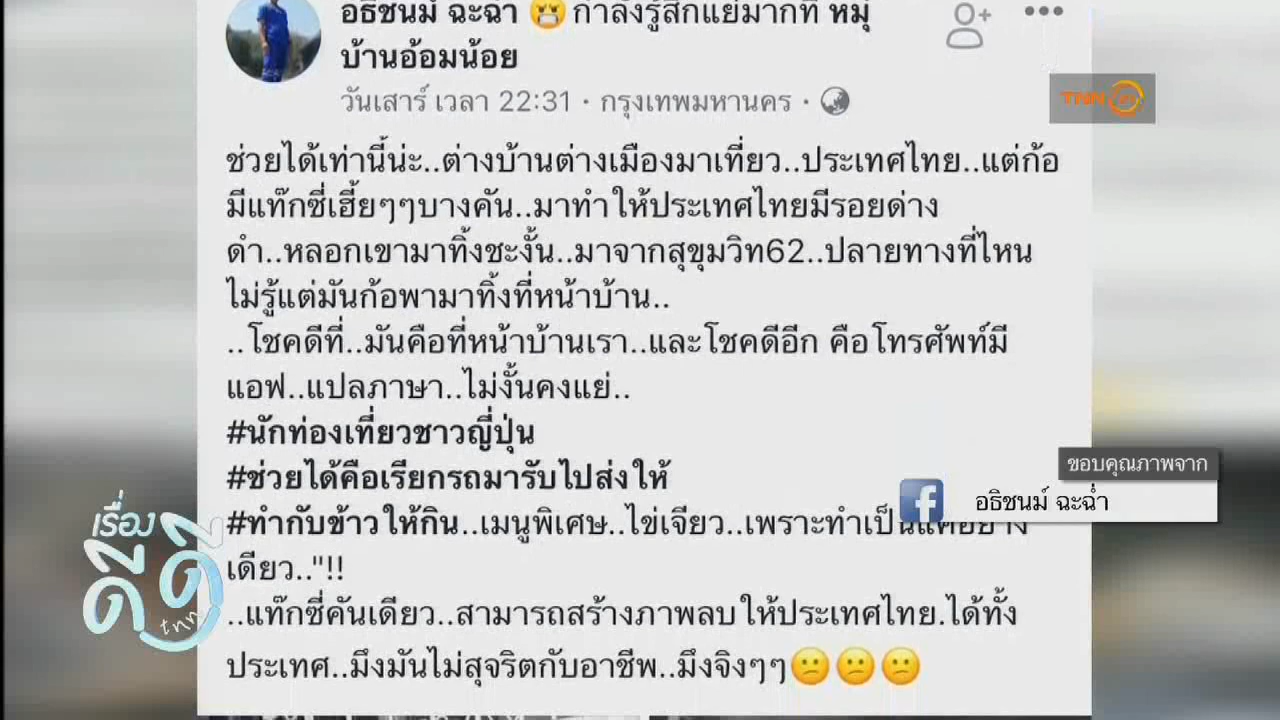 อธิชนม์ ฉะฉ่ำ 😷 กำลังรู้สึกแย่มากที่ หมู่
บ้านอ้อมน้อย
วันเสาร์ เวลา 22:31 · กรุงเทพมหานคร ·
TNN 24
ช่วยได้เท่านี้น่ะ..ต่างบ้านต่างเมืองมาเที่ยว..ประเทศไทย..แต่ก้อ
มีแท๊กซี่เฮี้ยๆๆบางคัน..มาทำให้ประเทศไทยมีรอยด่าง
ดำ..หลอกเขามาทิ้งซะงั้น..มาจากสุขุมวิท62..ปลายทางที่ไหน
ไม่รู้แต่มันก้อพามาทิ้งที่หน้าบ้าน..
..โชคดีที่..มันคือที่หน้าบ้านเรา..และโชคดีอีก คือโทรศัพท์มี
แอฟ..แปลภาษา..ไม่งั้นคงแย่..
#นักท่องเที่ยวชาวญี่ปุ่น
#ช่วยได้คือเรียกรถมารับไปส่งให้
#ทำกับข้าวให้กิน..เมนูพิเศษ..ไข่เจียว..เพราะทำเป็นแค่อย่าง
เดียว.."!!
..แท๊กซี่คันเดียว..สามารถสร้างภาพลบให้ประเทศไทย.ได้ทั้ง
ประเทศ..มึงมันไม่สุจริตกับอาชีพ..มึงจิงๆๆ😕😕😕
ขอบคุณภาพจาก
f อธิชนม์ ฉะฉ่ำ
เรื่อง
ดีดี
tnn